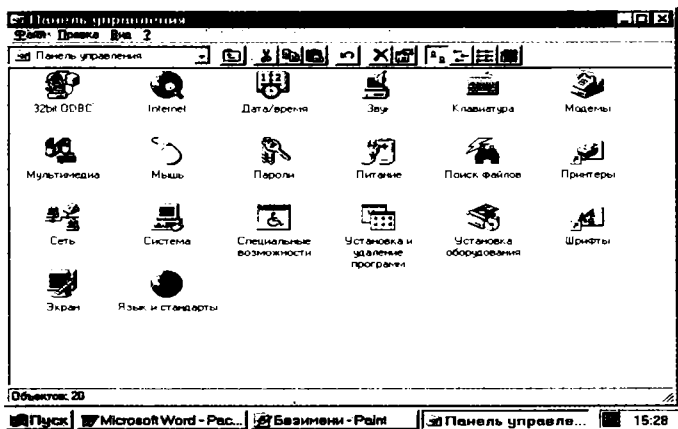 Панель управления
Файл Правка Вид ?
Панель управления
32bit ODBC Internet Дата/время Звук Клавиатура Модемы
Мультимедиа Мышь Пароли Питание Поиск файлов Принтеры
Сеть Система Специальные возможности Установка и удаление программ Установка оборудования Шрифты
Экран Язык и стандарты
Объектов: 20
Пуск Microsoft Word - Рас... Безимени - Paint Панель управле... 15:28